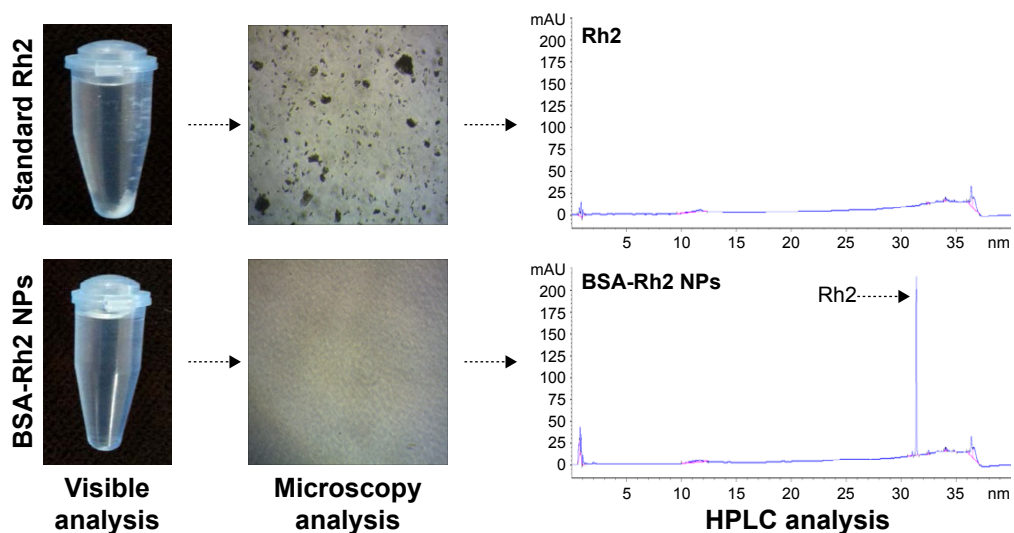 Standard Rh2
mAU
Rh2
200
175
150
125
100
75
50
25
0
5 10 15 20 25 30 35 nm
BSA-Rh2 NPs
mAU
BSA-Rh2 NPs
Rh2
200
175
150
125
100
75
50
25
0
5 10 15 20 25 30 35 nm
Visible
analysis
Microscopy
analysis
HPLC analysis